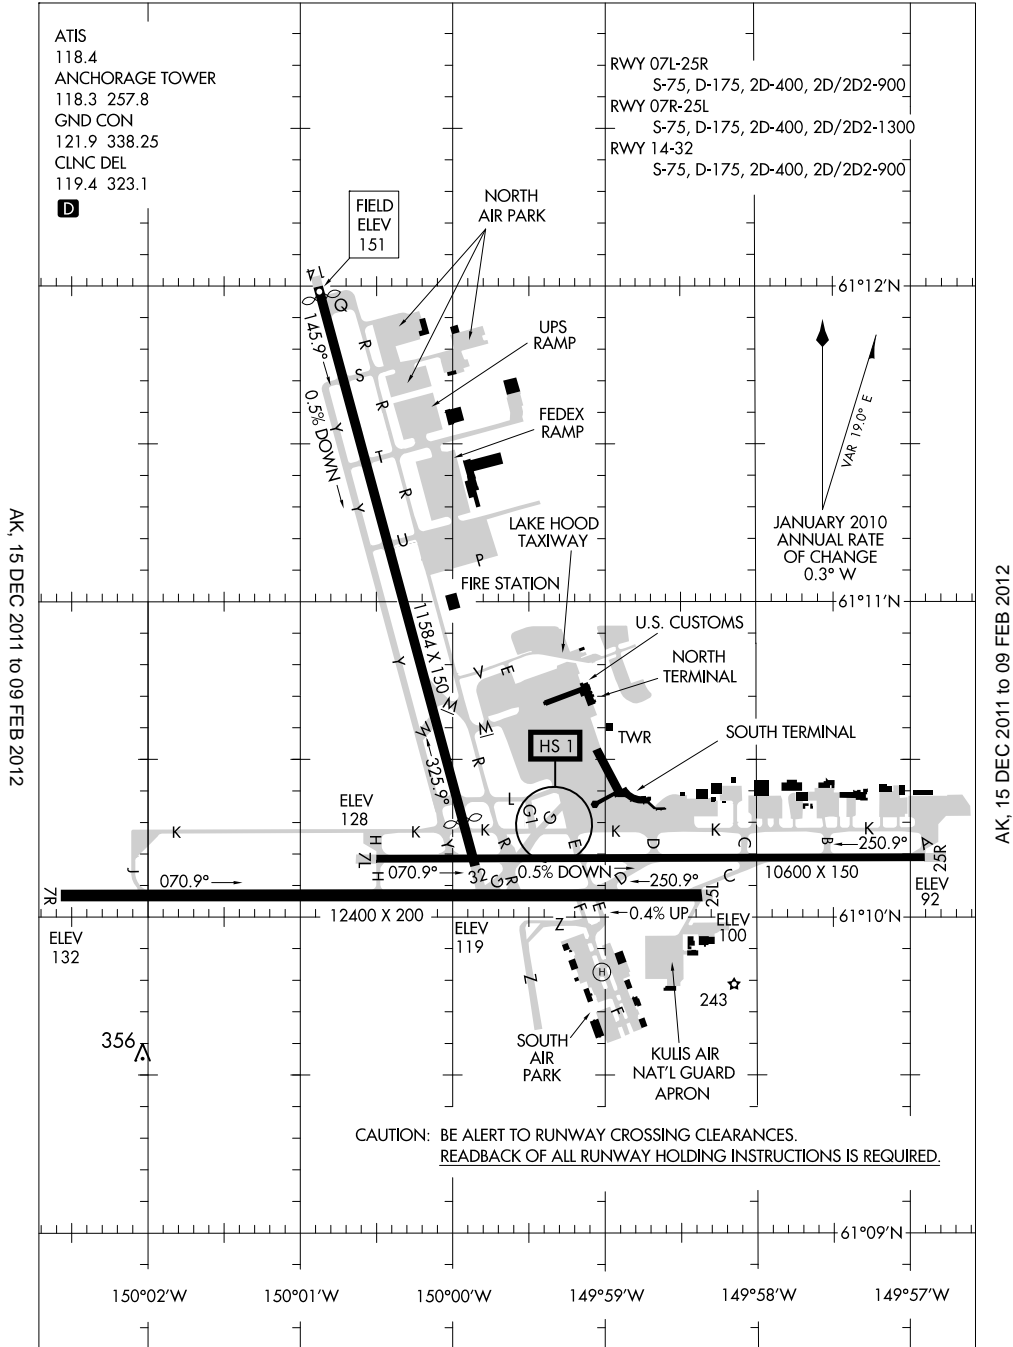 ATIS
118.4
ANCHORAGE TOWER
118.3 257.8
GND CON
121.9 338.25
CLNC DEL
119.4 323.1
D
RWY 07L-25R
S-75, D-175, 2D-400, 2D/2D2-900
RWY 07R-25L
S-75, D-175, 2D-400, 2D/2D2-1300
RWY 14-32
S-75, D-175, 2D-400, 2D/2D2-900
FIELD
ELEV
151
NORTH
AIR PARK
14
61°12'N
Q
145.9°
R
UPS
RAMP
S
0.5% DOWN
Y
R
FEDEX
RAMP
VAR 19.0° E
T
R
Y
U
LAKE HOOD
TAXIWAY
JANUARY 2010
ANNUAL RATE
OF CHANGE
0.3° W
P
FIRE STATION
61°11'N
11584 X 150
U.S. CUSTOMS
NORTH
TERMINAL
Y
V
E
M
M
W
TWR
SOUTH TERMINAL
HS 1
325.9°
R
ELEV
128
L
G1
G
K
H
K
K
K
D
K
C
B
K
A
Y
R
E
250.9°
25R
7L
H
070.9°
32
G
R
0.5% DOWN
D
250.9°
C
10600 X 150
ELEV
92
J
070.9°
7R
25L
12400 X 200
ELEV
119
Z
F
E
0.4% UP
ELEV
100
61°10'N
ELEV
132
Z
H
F
243
356
SOUTH
AIR
PARK
KULIS AIR
NAT'L GUARD
APRON
CAUTION: BE ALERT TO RUNWAY CROSSING CLEARANCES.
READBACK OF ALL RUNWAY HOLDING INSTRUCTIONS IS REQUIRED.
61°09'N
150°02'W
150°01'W
150°00'W
149°59'W
149°58'W
149°57'W
AK, 15 DEC 2011 to 09 FEB 2012
AK, 15 DEC 2011 to 09 FEB 2012